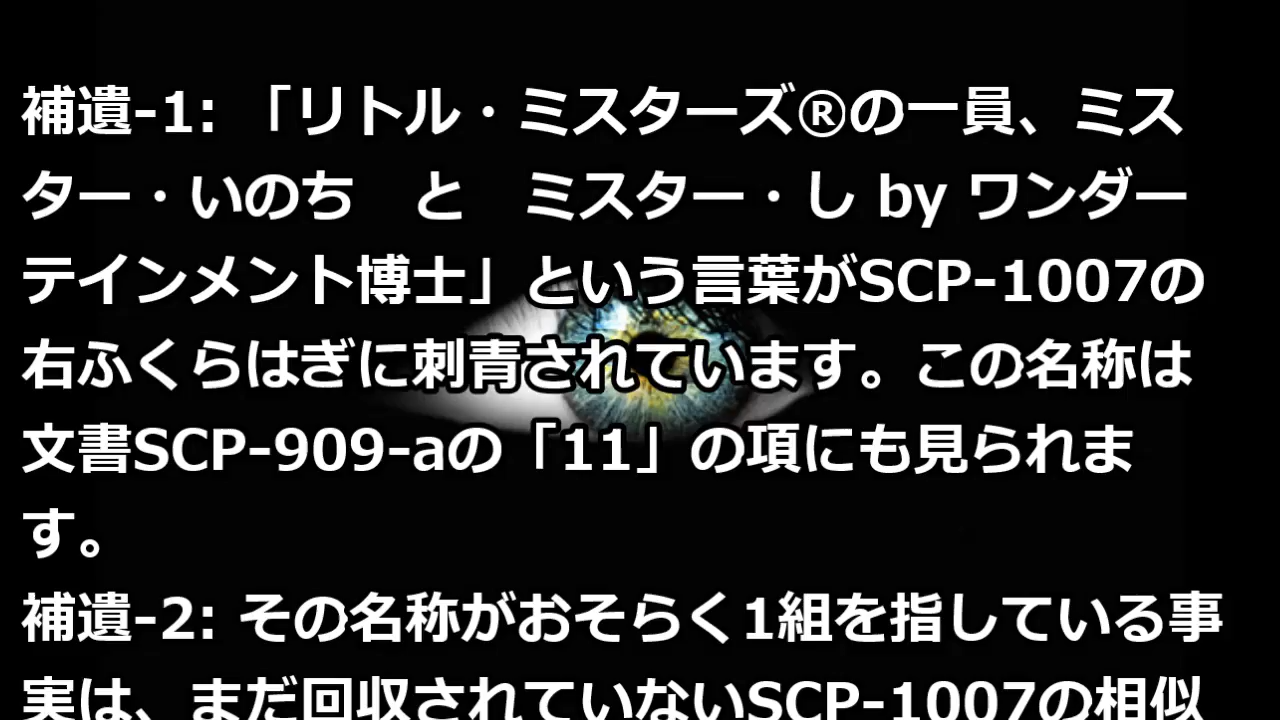 補遺-1: 「リトル・ミスターズ®の一員、ミス
ター・いのち　と　ミスター・し by ワンダー
テインメント博士」という言葉がSCP-1007の
右ふくらはぎに刺青されています。この名称は
文書SCP-909-aの「11」の項にも見られま
す。
補遺-2: その名称がおそらく1組を指している事
実は、まだ回収されていないSCP-1007の相似